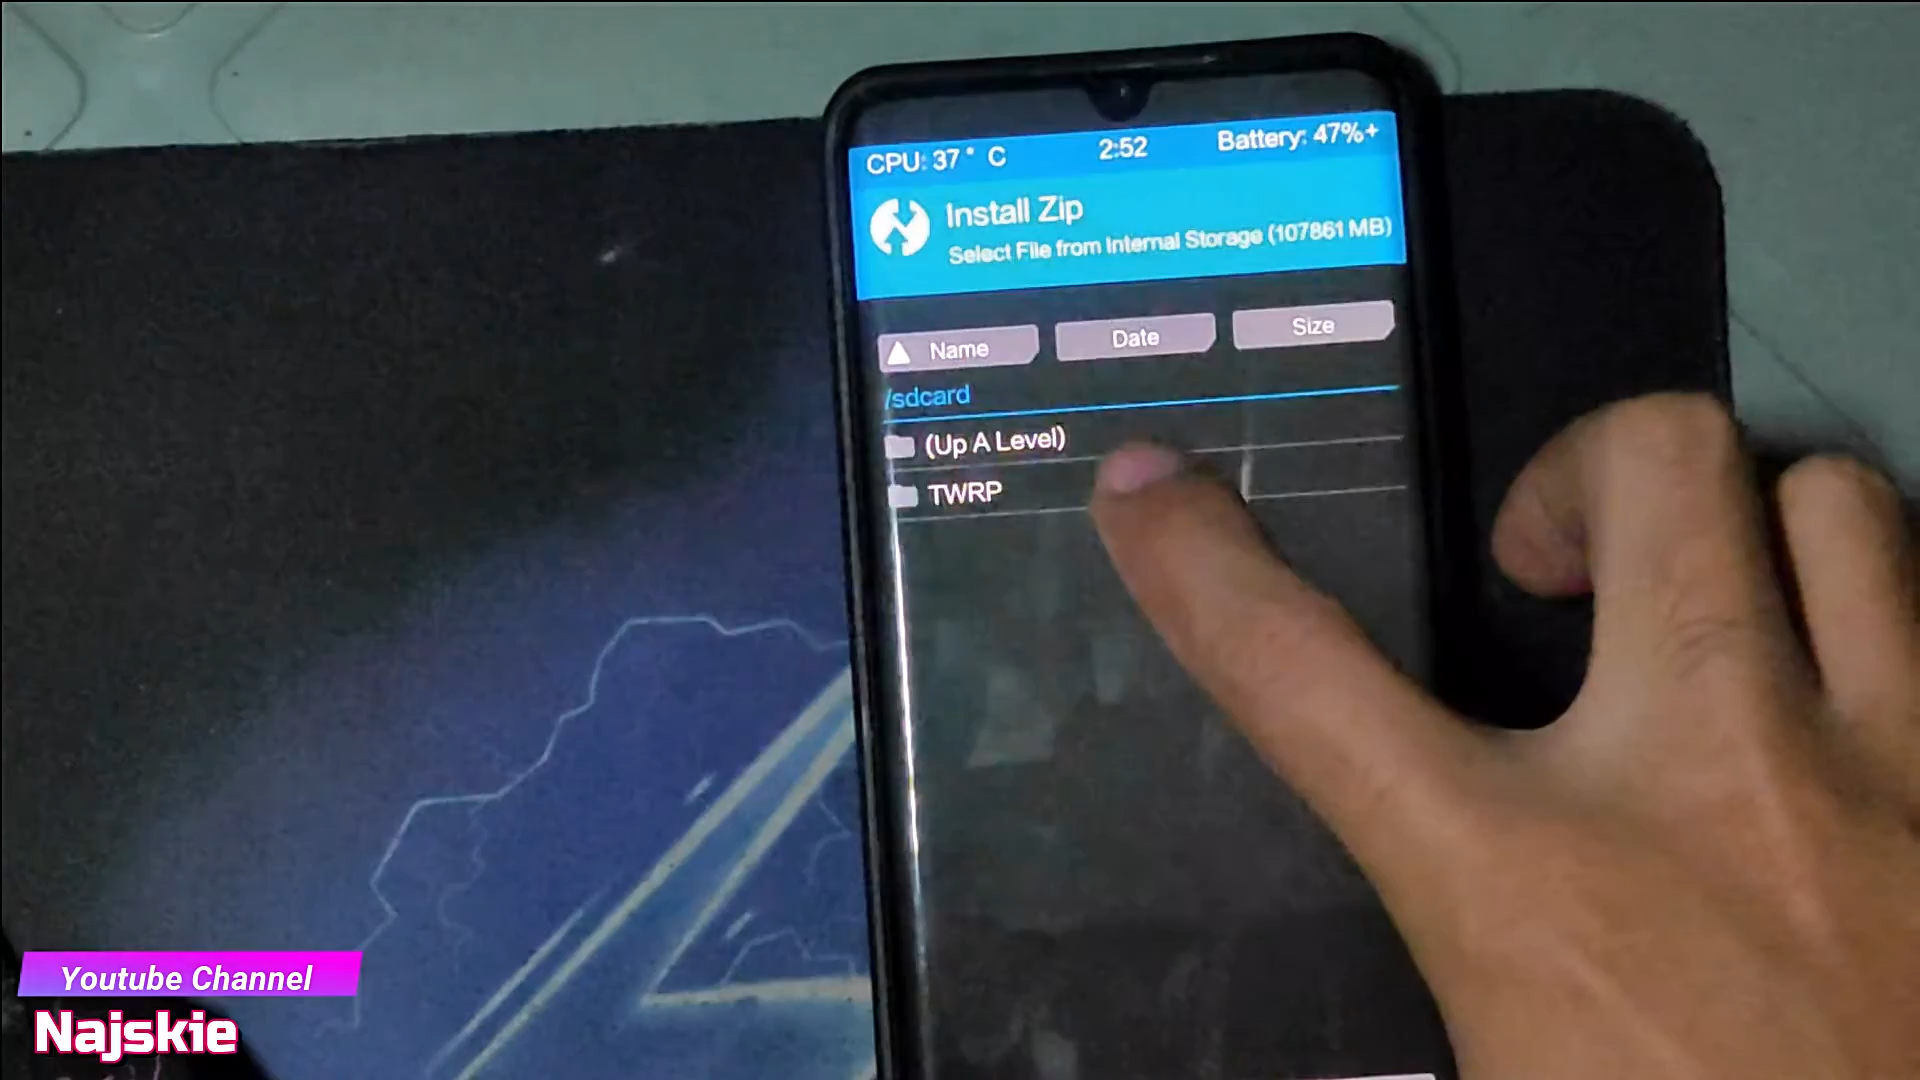 CPU: 37° C 2:52 Battery: 47%+
Install Zip
Select File from Internal Storage (107861 MB)
Name Date Size
/sdcard
(Up A Level)
TWRP
Youtube Channel
Najskie